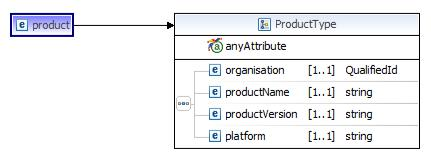 product
ProductType
anyAttribute
organisation [1..1] QualifiedId
productName [1..1] string
productVersion [1..1] string
platform [1..1] string